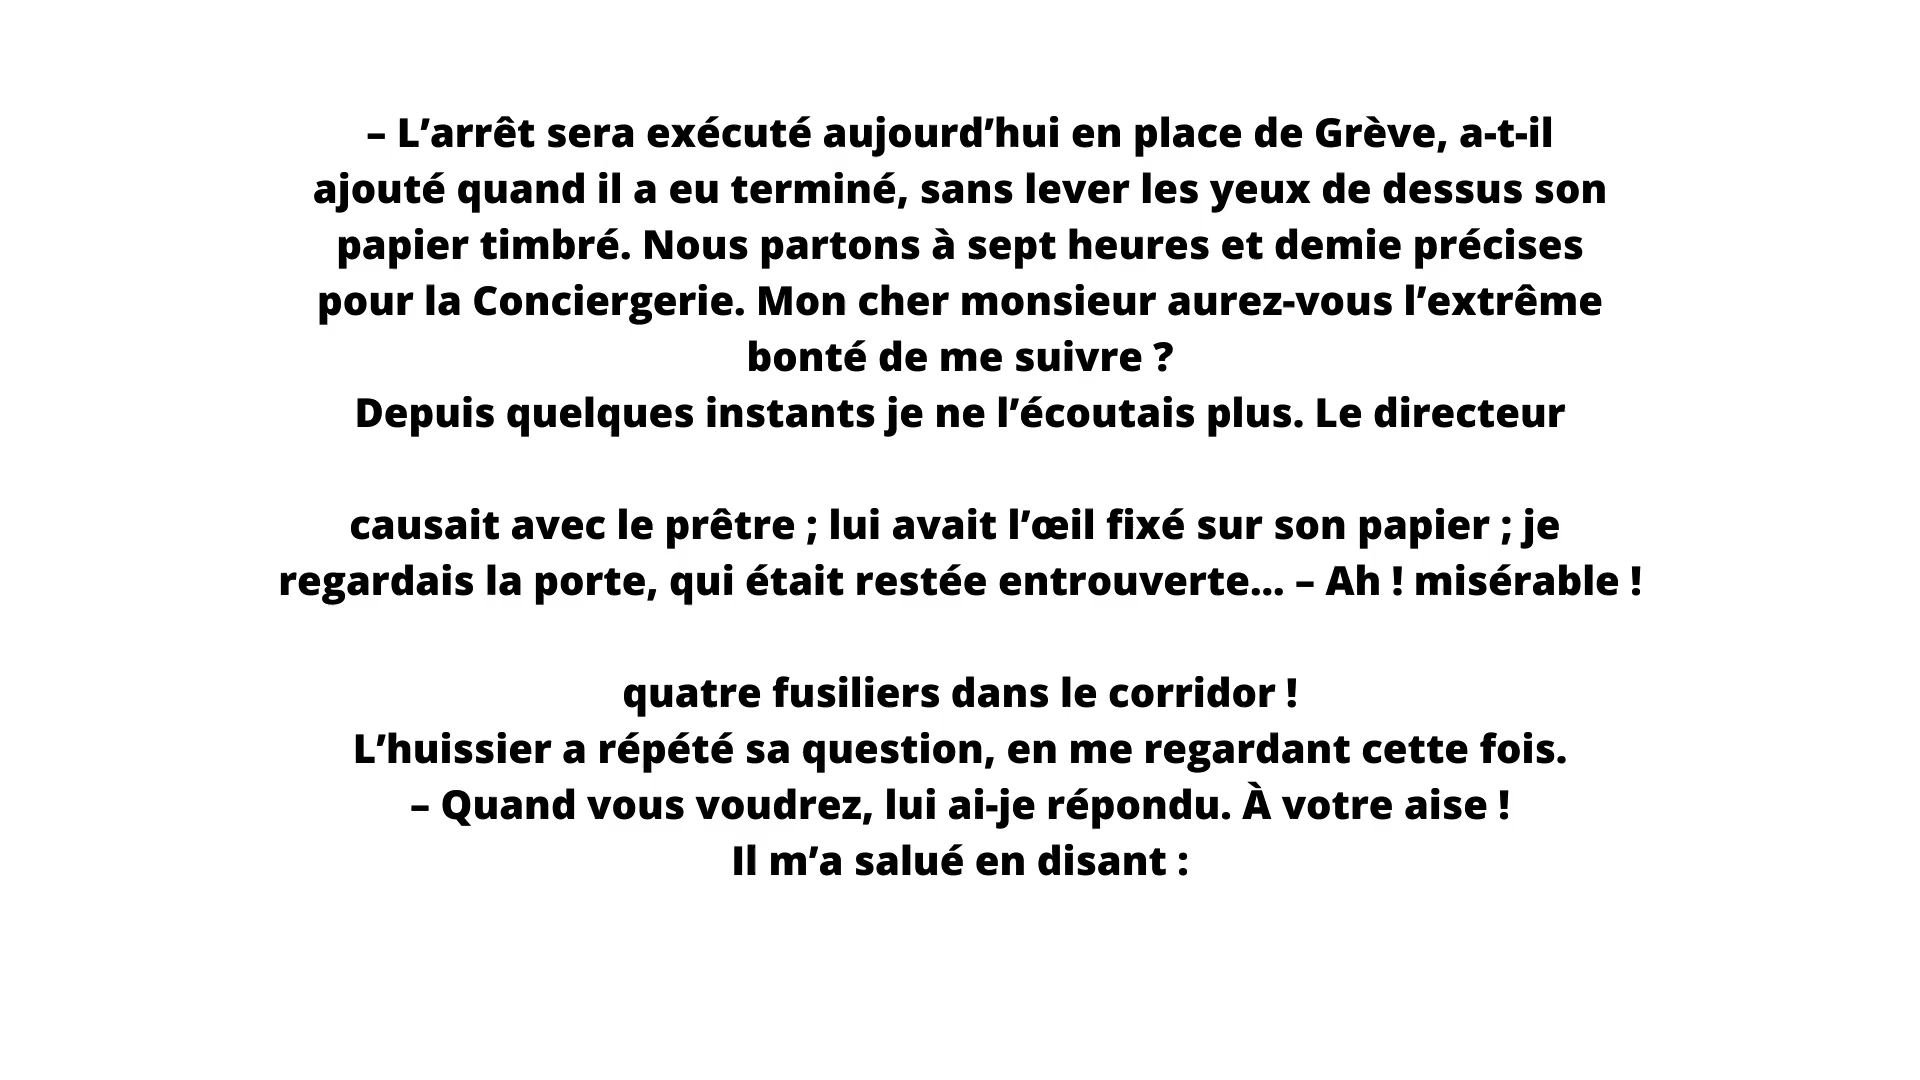 – L’arrêt sera exécuté aujourd’hui en place de Grève, a-t-il
ajouté quand il a eu terminé, sans lever les yeux de dessus son
papier timbré. Nous partons à sept heures et demie précises
pour la Conciergerie. Mon cher monsieur aurez-vous l’extrême
bonté de me suivre ?
Depuis quelques instants je ne l’écoutais plus. Le directeur
causait avec le prêtre ; lui avait l’œil fixé sur son papier ; je
regardais la porte, qui était restée entrouverte... – Ah ! misérable !
quatre fusiliers dans le corridor !
L’huissier a répété sa question, en me regardant cette fois.
– Quand vous voudrez, lui ai-je répondu. À votre aise !
Il m’a salué en disant :